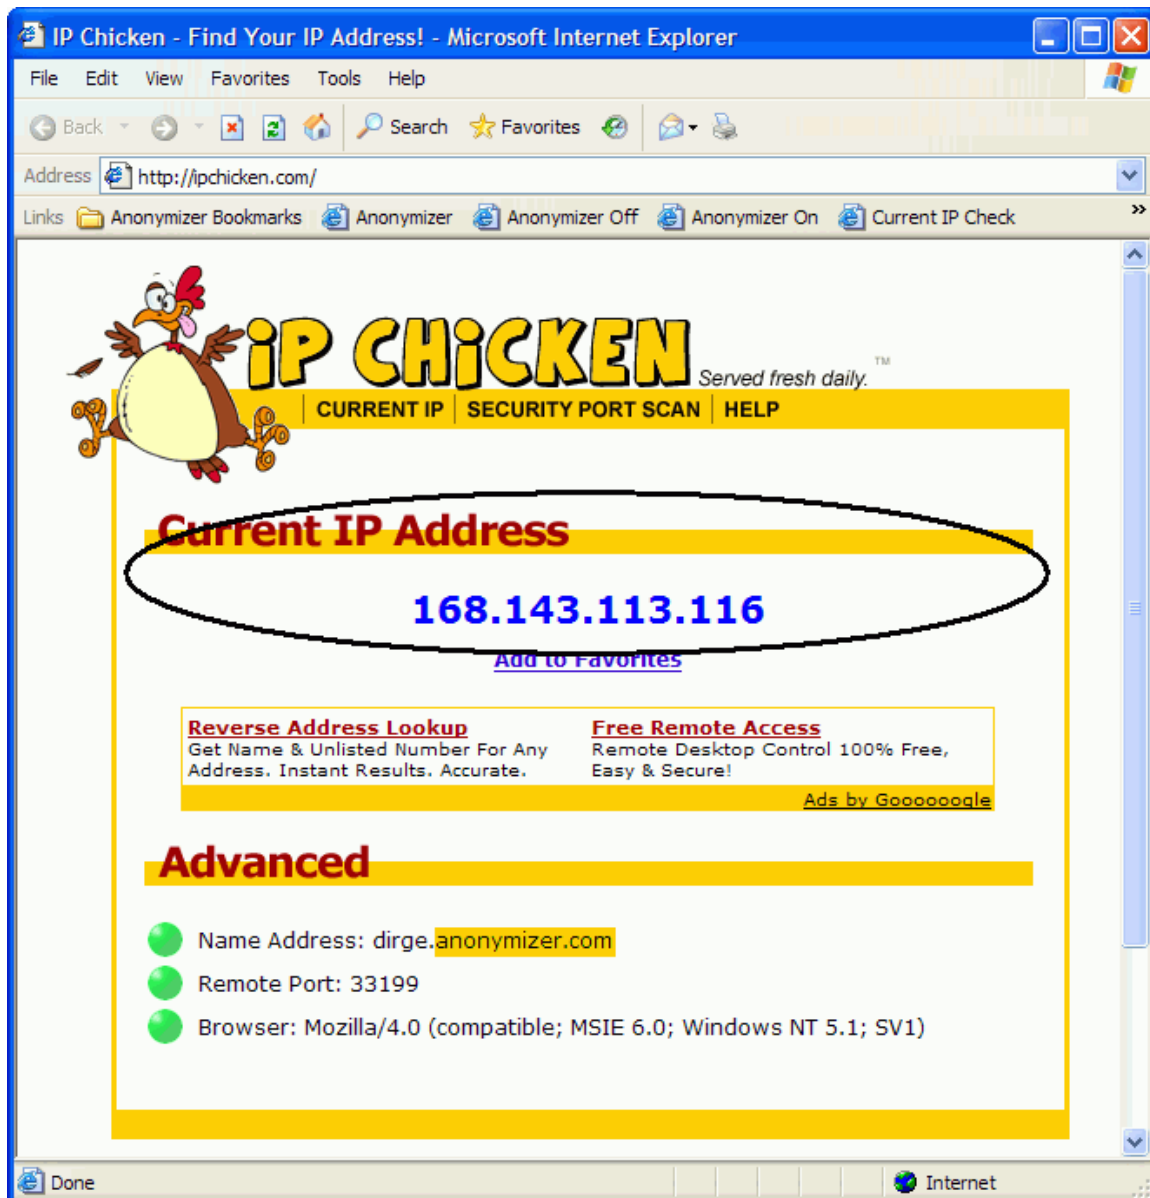 IP Chicken - Find Your IP Address! - Microsoft Internet Explorer
File Edit View Favorites Tools Help
Back Search Favorites
Address http://ipchicken.com/
Links Anonymizer Bookmarks Anonymizer Anonymizer Off Anonymizer On Current IP Check »
iP CHiCKEN Served fresh daily. ™
CURRENT IP SECURITY PORT SCAN HELP
Current IP Address
168.143.113.116
Add to Favorites
Reverse Address Lookup Free Remote Access
Get Name & Unlisted Number For Any Remote Desktop Control 100% Free,
Address. Instant Results. Accurate. Easy & Secure!
Ads by Goooooogle
Advanced
Name Address: dirge.anonymizer.com
Remote Port: 33199
Browser: Mozilla/4.0 (compatible; MSIE 6.0; Windows NT 5.1; SV1)
Done Internet